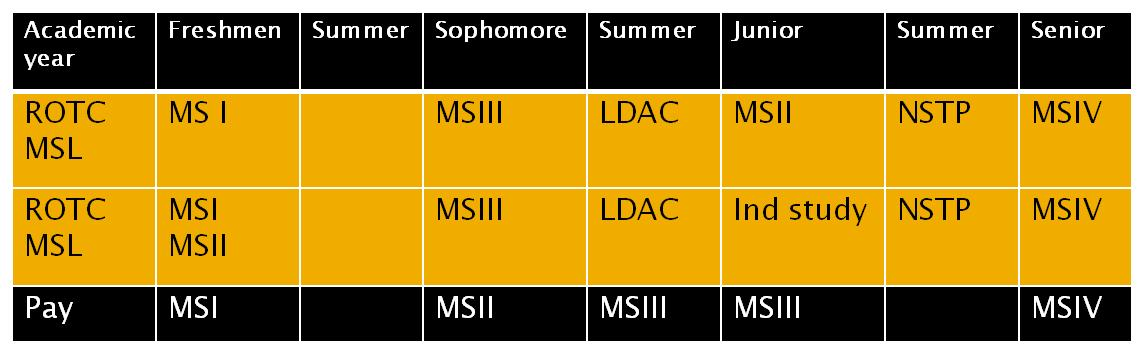 Academic year Freshmen Summer Sophomore Summer Junior Summer Senior
ROTC MSL MS I MSIII LDAC MSII NSTP MSIV
ROTC MSL MSI MSII MSIII LDAC Ind study NSTP MSIV
Pay MSI MSII MSIII MSIII MSIV